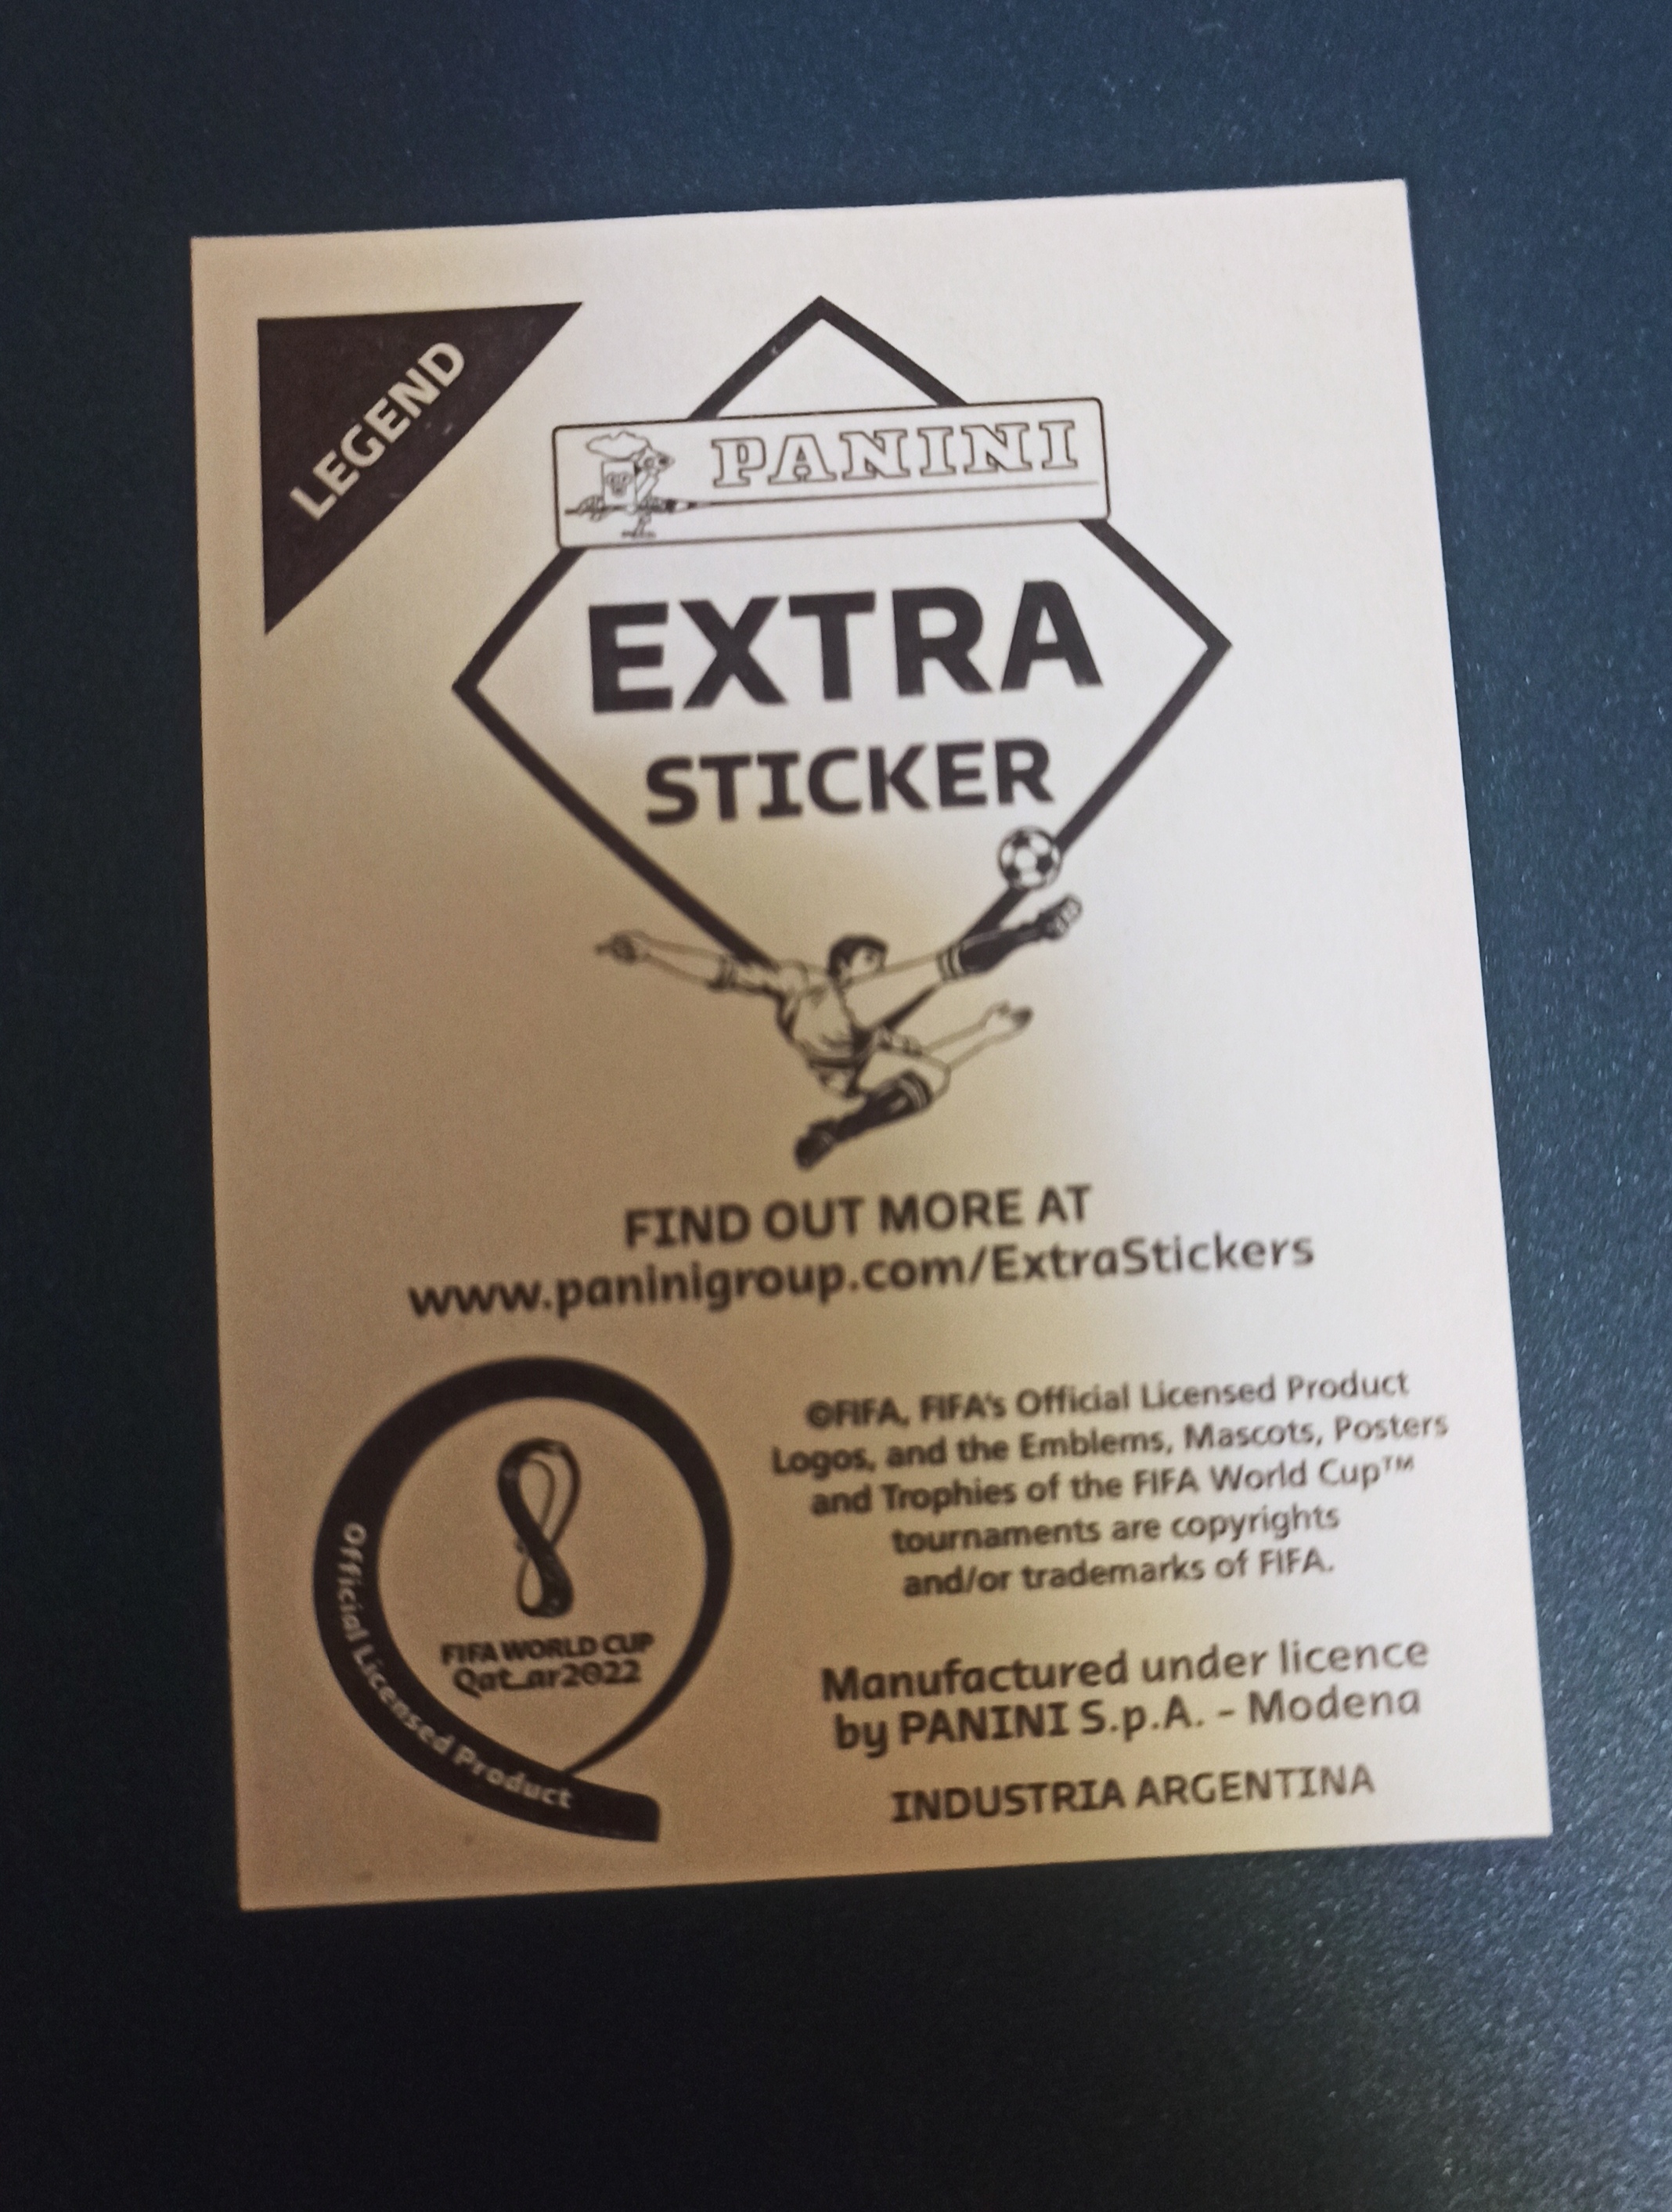 LEGEND
PANINI
EXTRA
STICKER
FIND OUT MORE AT
www.paninigroup.com/ExtraStickers
©FIFA, FIFA's Official Licensed Product
Logos, and the Emblems, Mascots, Posters
and Trophies of the FIFA World Cup™
tournaments are copyrights
and/or trademarks of FIFA.
FIFA WORLD CUP
Qatar2022
Official Licensed Product
Manufactured under licence
by PANINI S.p.A. - Modena
INDUSTRIA ARGENTINA